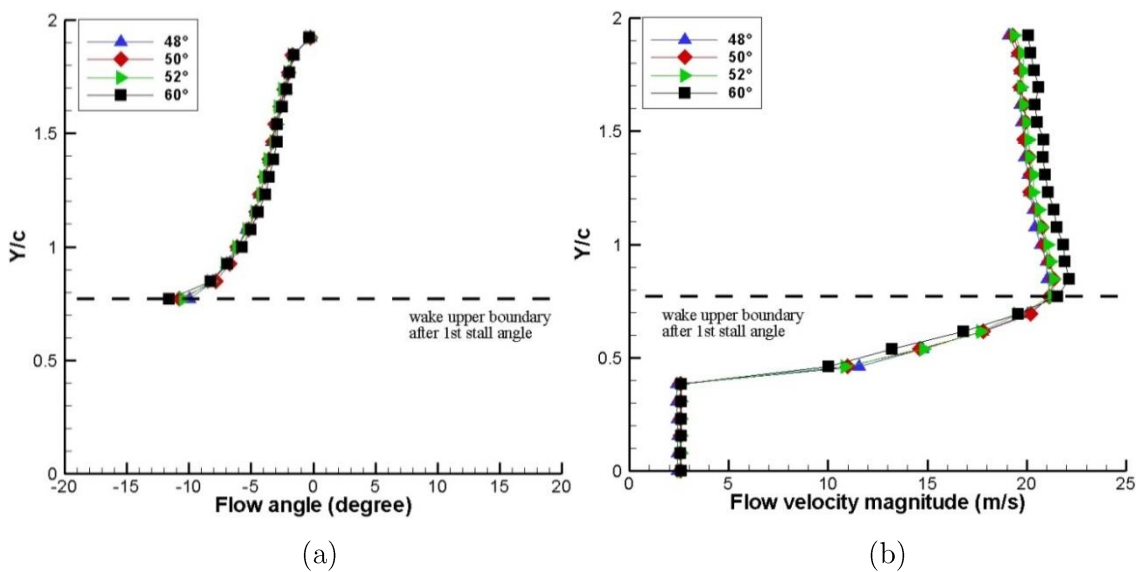 2
1.5
1
0.5
0
Y/c
48°
50°
52°
60°
wake upper boundary
after 1st stall angle
-20 -15 -10 -5 0 5 10 15 20
Flow angle (degree)
(a)
2
1.5
1
0.5
0
Y/c
48°
50°
52°
60°
wake upper boundary
after 1st stall angle
0 5 10 15 20 25
Flow velocity magnitude (m/s)
(b)